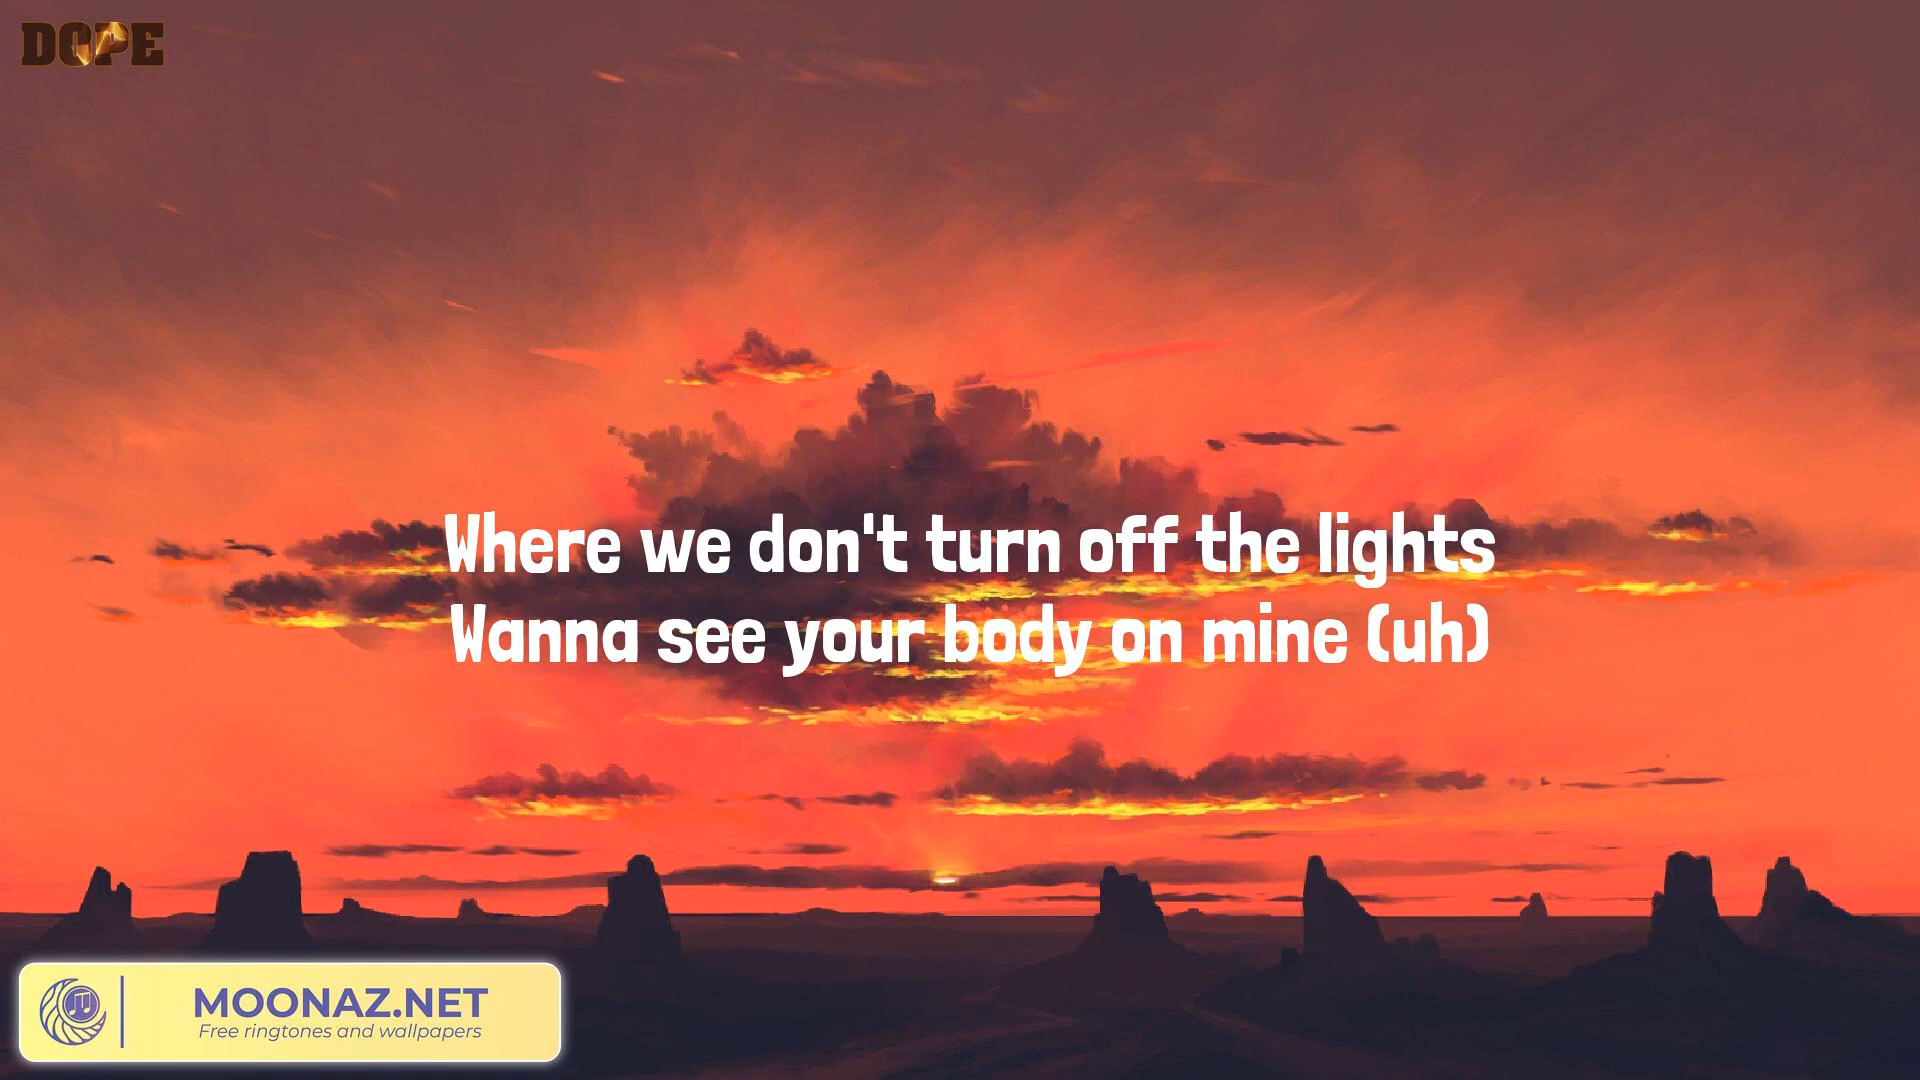 DOPE
Where we don't turn off the lights
Wanna see your body on mine (uh)
MOONAZ.NET
Free ringtones and wallpapers